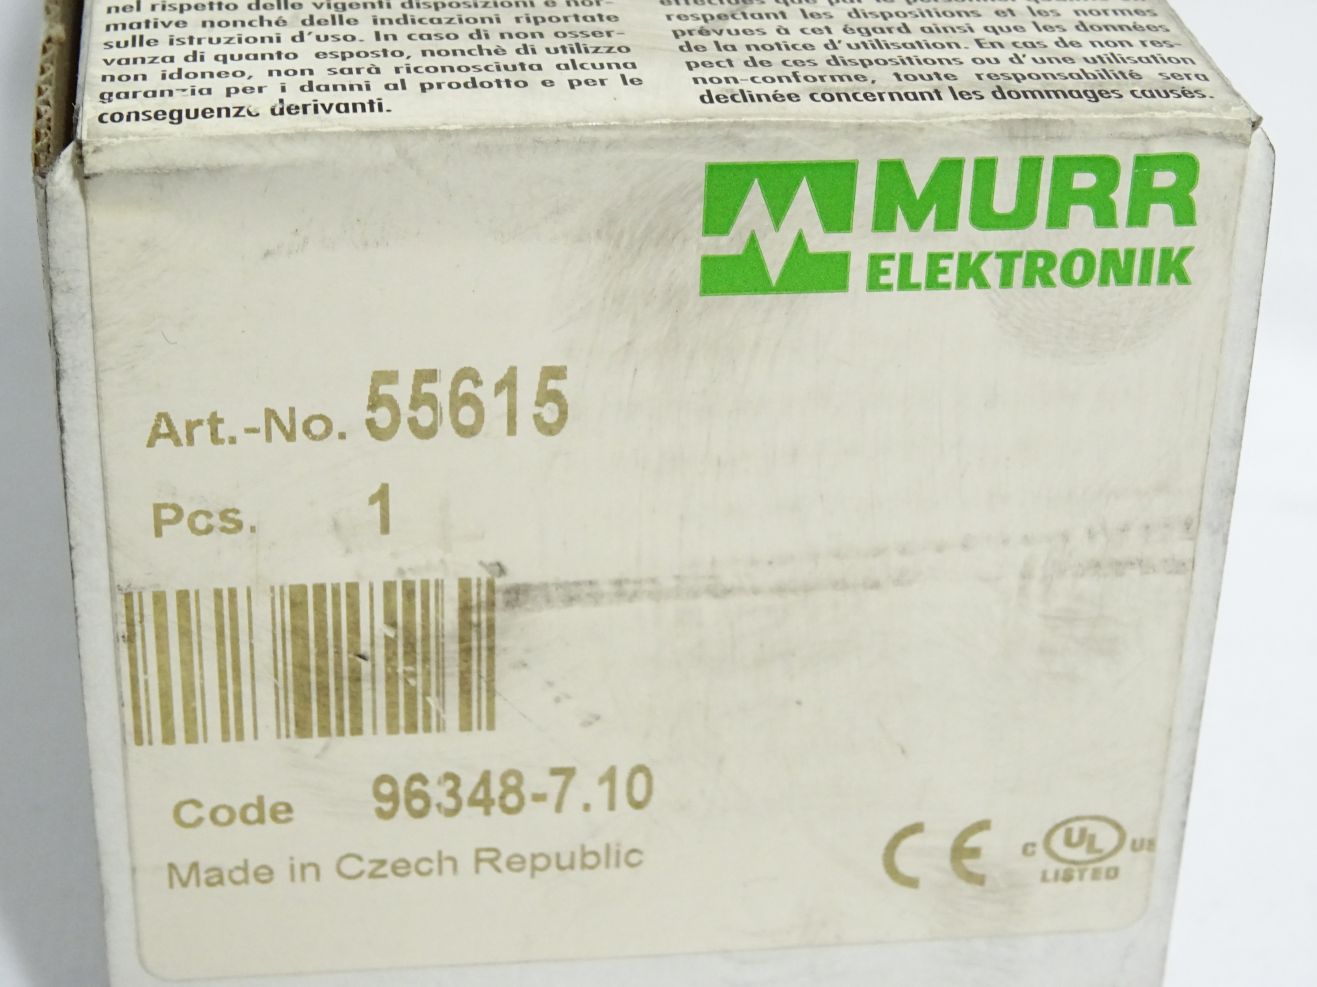 nel rispetto delle vigenti disposizioni e nor-
mative nonché delle indicazioni riportate
sulle istruzioni d'uso. In caso di non osser-
vanza di quanto esposto, nonchè di utilizzo
non idoneo, non sarà riconosciuta alcuna
garanzia per i danni al prodotto e per le
conseguenze derivanti.
respectant les dispositions et les normes
prévues à cet égard ainsi que les données
de la notice d'utilisation. En cas de non res-
pect de ces dispositions ou d'une utilisation
non-conforme, toute responsabilité sera
declinée concernant les dommages causés.
MURR
ELEKTRONIK
Art.-No. 55615
Pcs. 1
Code 96348-7.10
Made in Czech Republic
CE
C UL US
LISTED